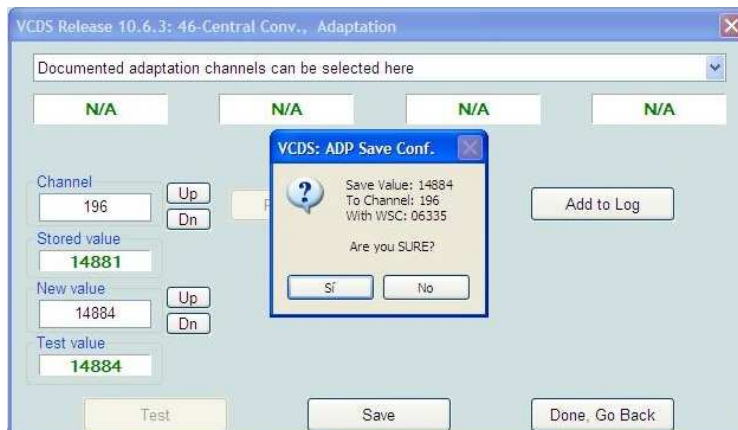 VCDS Release 10.6.3: 46-Central Conv., Adaptation
Documented adaptation channels can be selected here
N/A N/A N/A N/A
VCDS: ADP Save Conf.
Save Value: 14884
To Channel: 196
With WSC: 06335
Are you SURE?
Sí No
Channel
196
Up
Dn
Add to Log
Stored value
14881
New value
14884
Up
Dn
Test value
14884
Test Save Done, Go Back